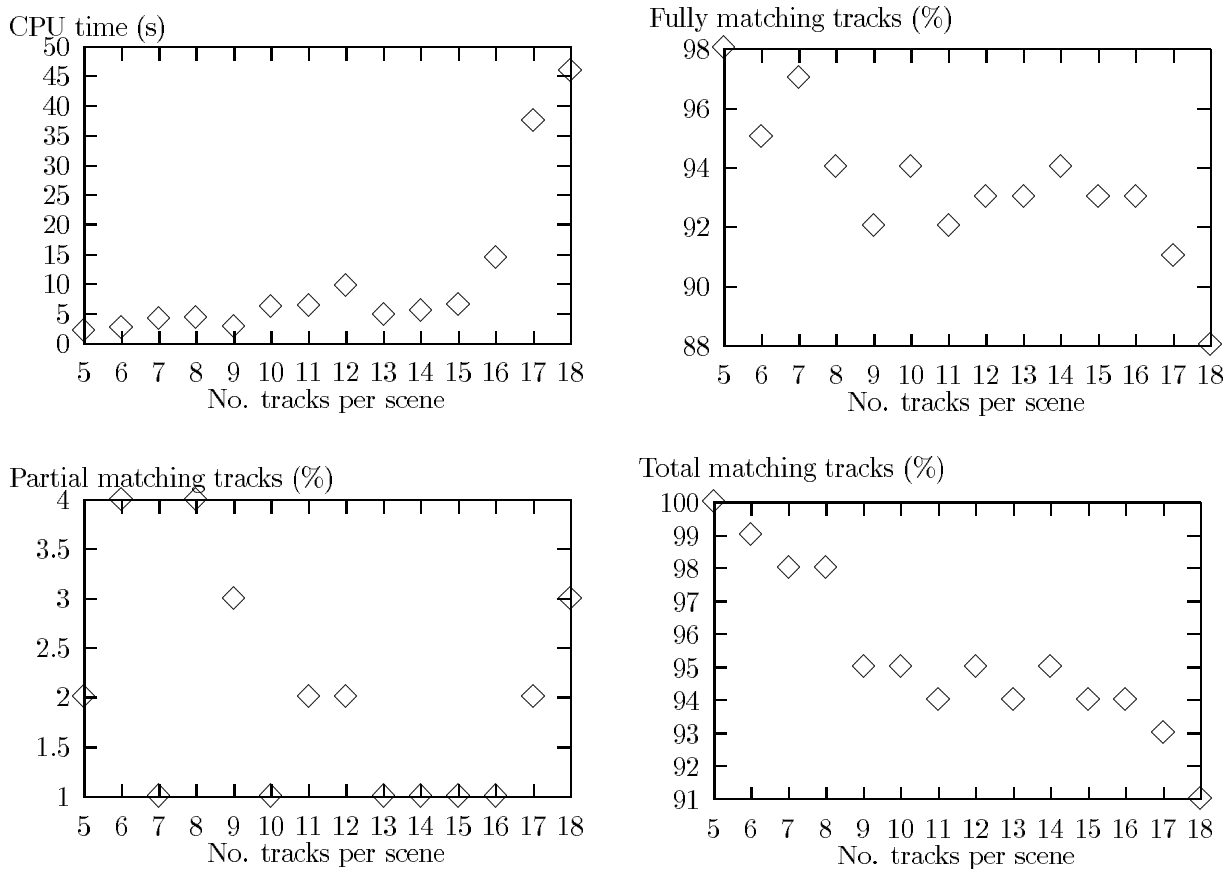 CPU time (s)
50
45
40
35
30
25
20
15
10
5
0
5 6 7 8 9 10 11 12 13 14 15 16 17 18
No. tracks per scene
Fully matching tracks (%)
98
96
94
92
90
88
5 6 7 8 9 10 11 12 13 14 15 16 17 18
No. tracks per scene
Partial matching tracks (%)
4
3.5
3
2.5
2
1.5
1
5 6 7 8 9 10 11 12 13 14 15 16 17 18
No. tracks per scene
Total matching tracks (%)
100
99
98
97
96
95
94
93
92
91
5 6 7 8 9 10 11 12 13 14 15 16 17 18
No. tracks per scene